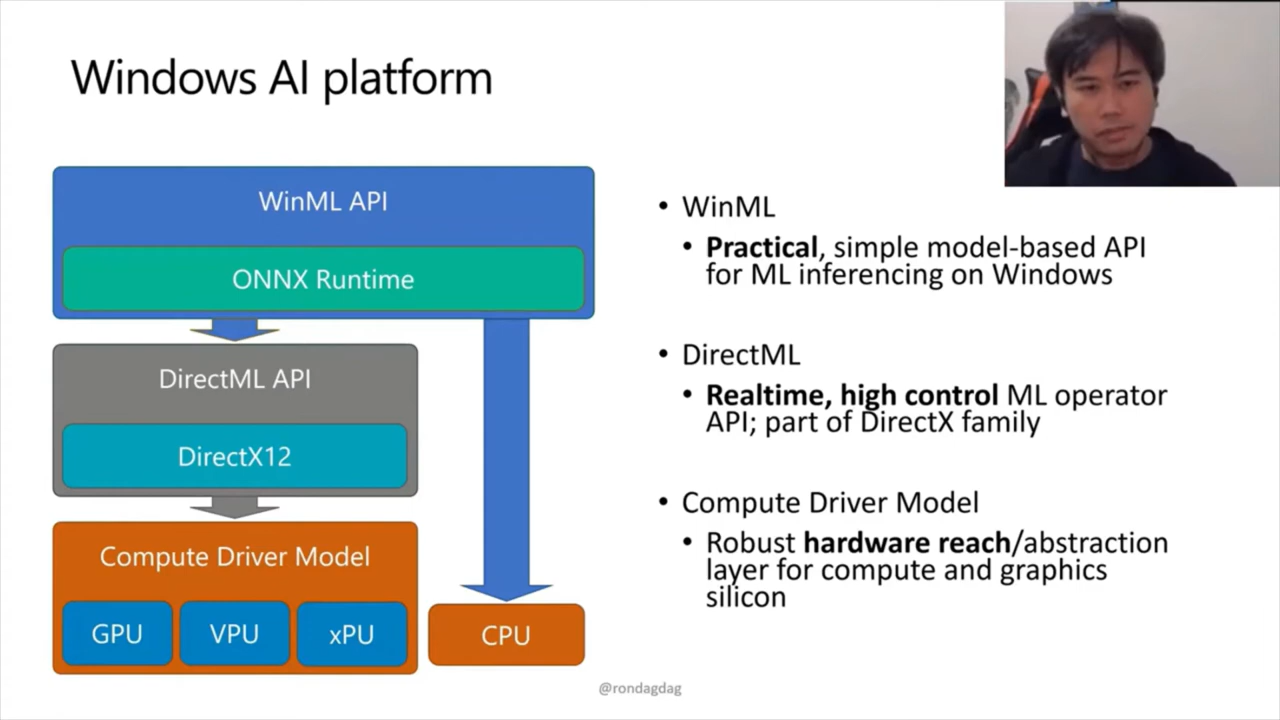 Windows AI platform
WinML API
ONNX Runtime
DirectML API
DirectX12
Compute Driver Model
GPU
VPU
xPU
CPU
• WinML
• Practical, simple model-based API
for ML inferencing on Windows
• DirectML
• Realtime, high control ML operator
API; part of DirectX family
• Compute Driver Model
• Robust hardware reach/abstraction
layer for compute and graphics
silicon
@rondagdag